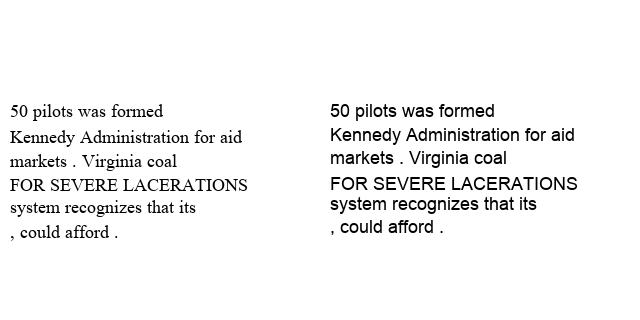 50 pilots was formed
Kennedy Administration for aid
markets . Virginia coal
FOR SEVERE LACERATIONS
system recognizes that its
, could afford .
50 pilots was formed
Kennedy Administration for aid
markets . Virginia coal
FOR SEVERE LACERATIONS
system recognizes that its
, could afford .